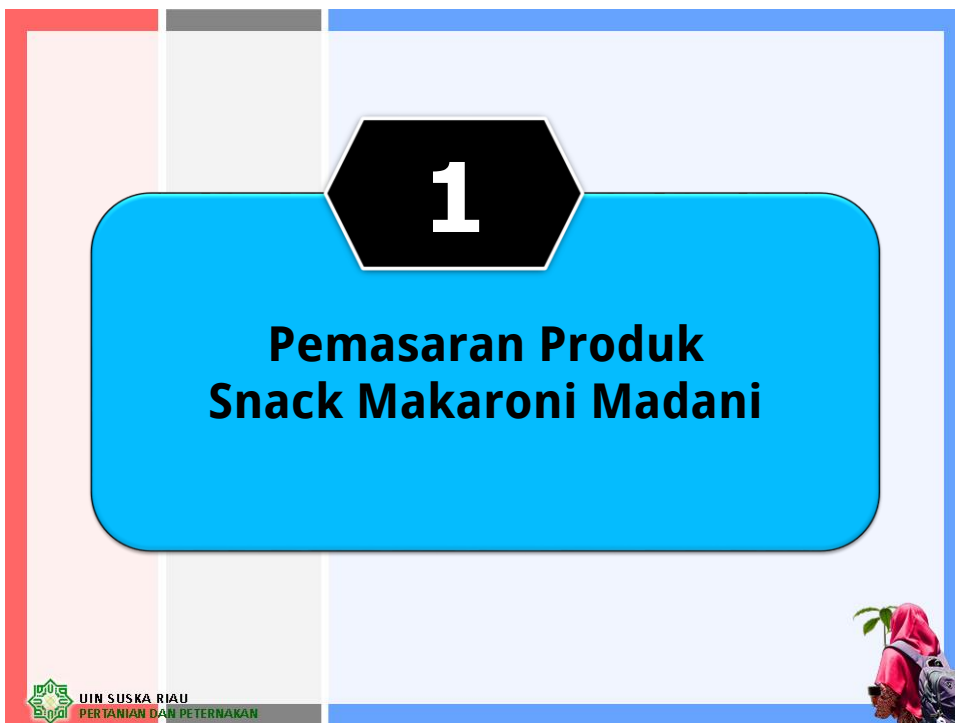 1
Pemasaran Produk
Snack Makaroni Madani
UIN SUSKA RIAU
PERTANIAN DAN PETERNAKAN